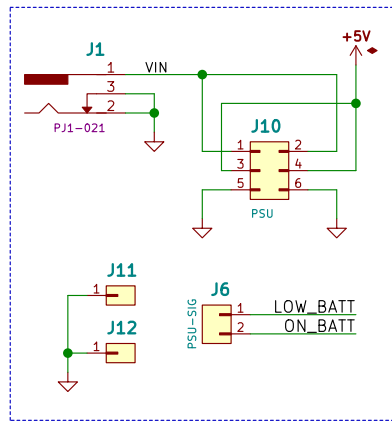 +5V
J1
VIN
1
3
2
PJ1-021
J10
1 2
3 4
5 6
PSU
J11
1
J12
1
J6
PSU-SIG
1 LOW_BATT
2 ON_BATT